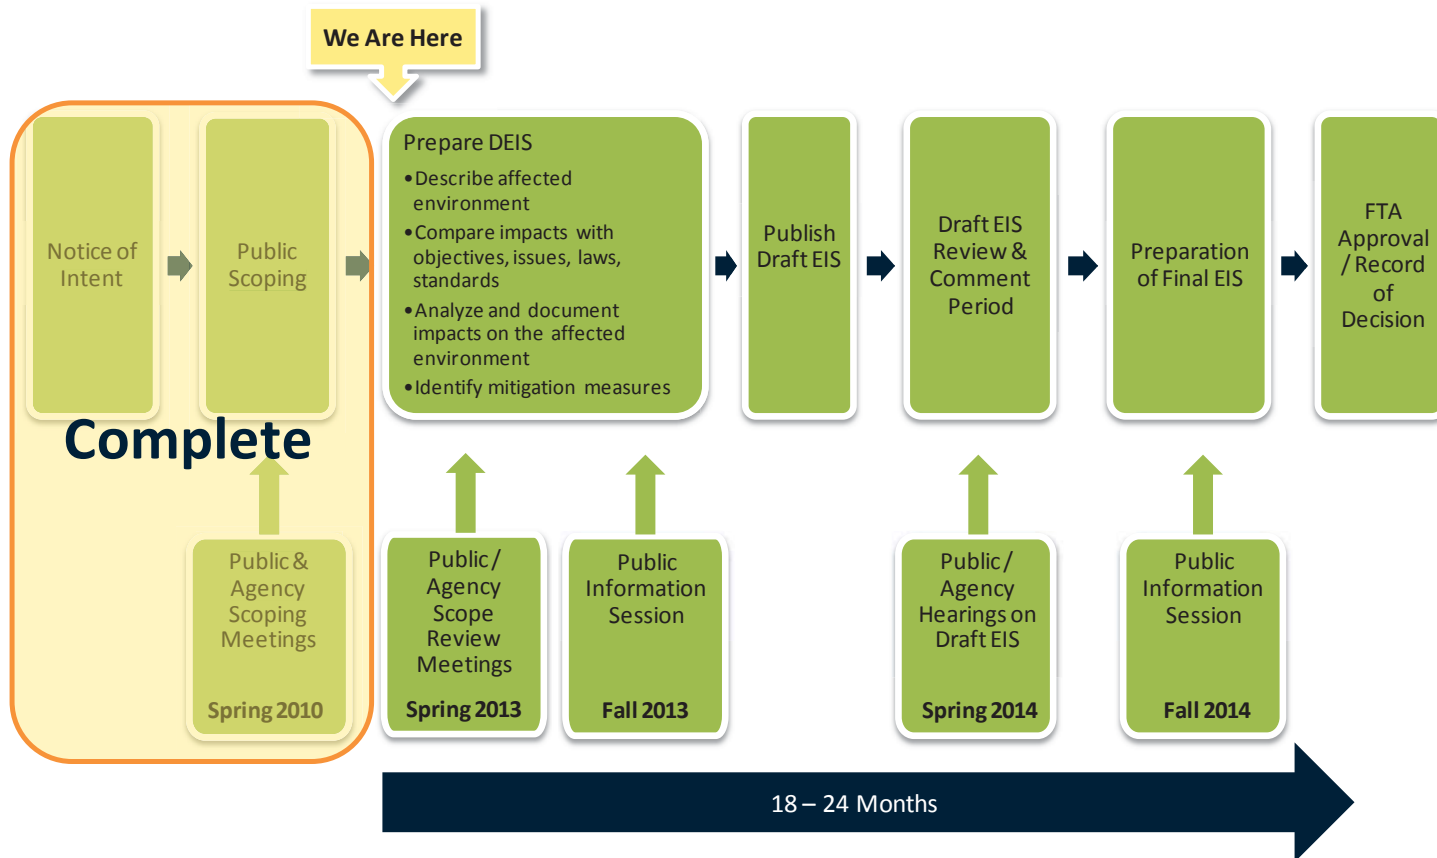 We Are Here
Notice of
Intent
Public
Scoping
Complete
Prepare DEIS
•Describe affected
environment
•Compare impacts with
objectives, issues, laws,
standards
•Analyze and document
impacts on the affected
environment
•Identify mitigation measures
Publish
Draft EIS
Draft EIS
Review &
Comment
Period
Preparation
of Final EIS
FTA
Approval
/ Record
of
Decision
Public &
Agency
Scoping
Meetings
Spring 2010
Public /
Agency
Scope
Review
Meetings
Spring 2013
Public
Information
Session
Fall 2013
Public /
Agency
Hearings on
Draft EIS
Spring 2014
Public
Information
Session
Fall 2014
18 – 24 Months